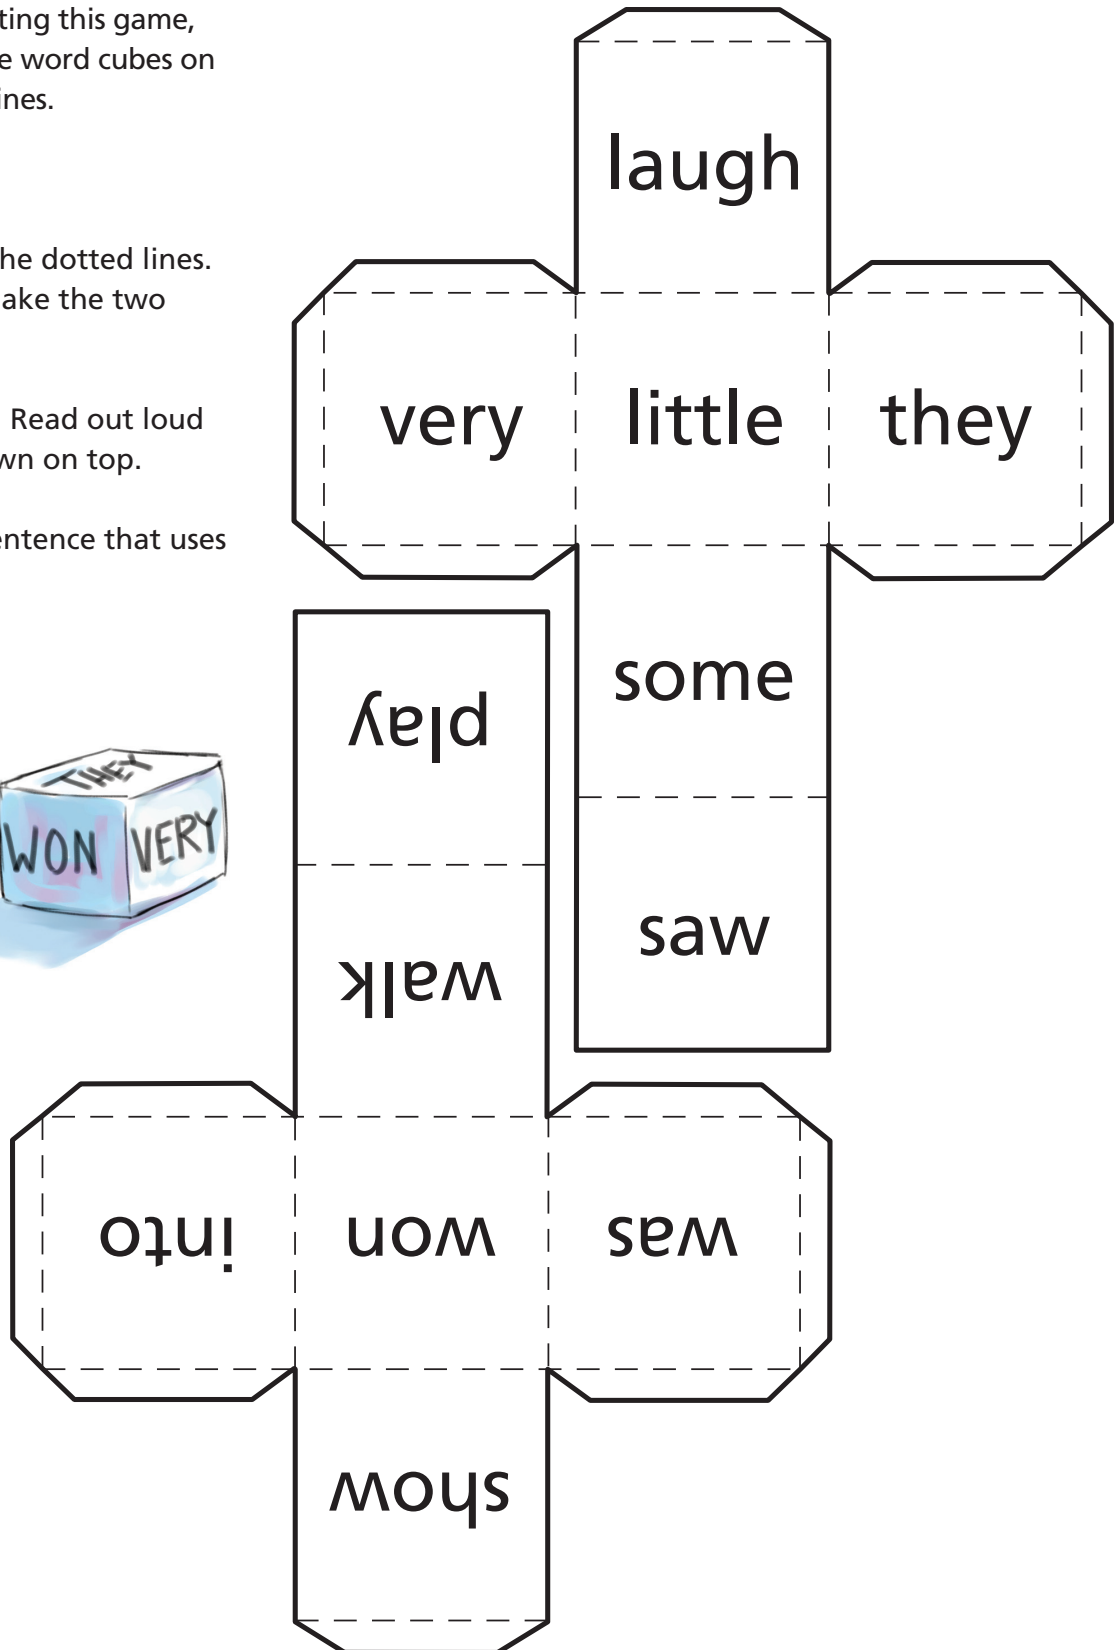 ting this game,
e word cubes on
ines.
he dotted lines.
ake the two
Read out loud
wn on top.
entence that uses
laugh
very little they
some
saw
THEY
WON VERY
play
walk
into won was
show